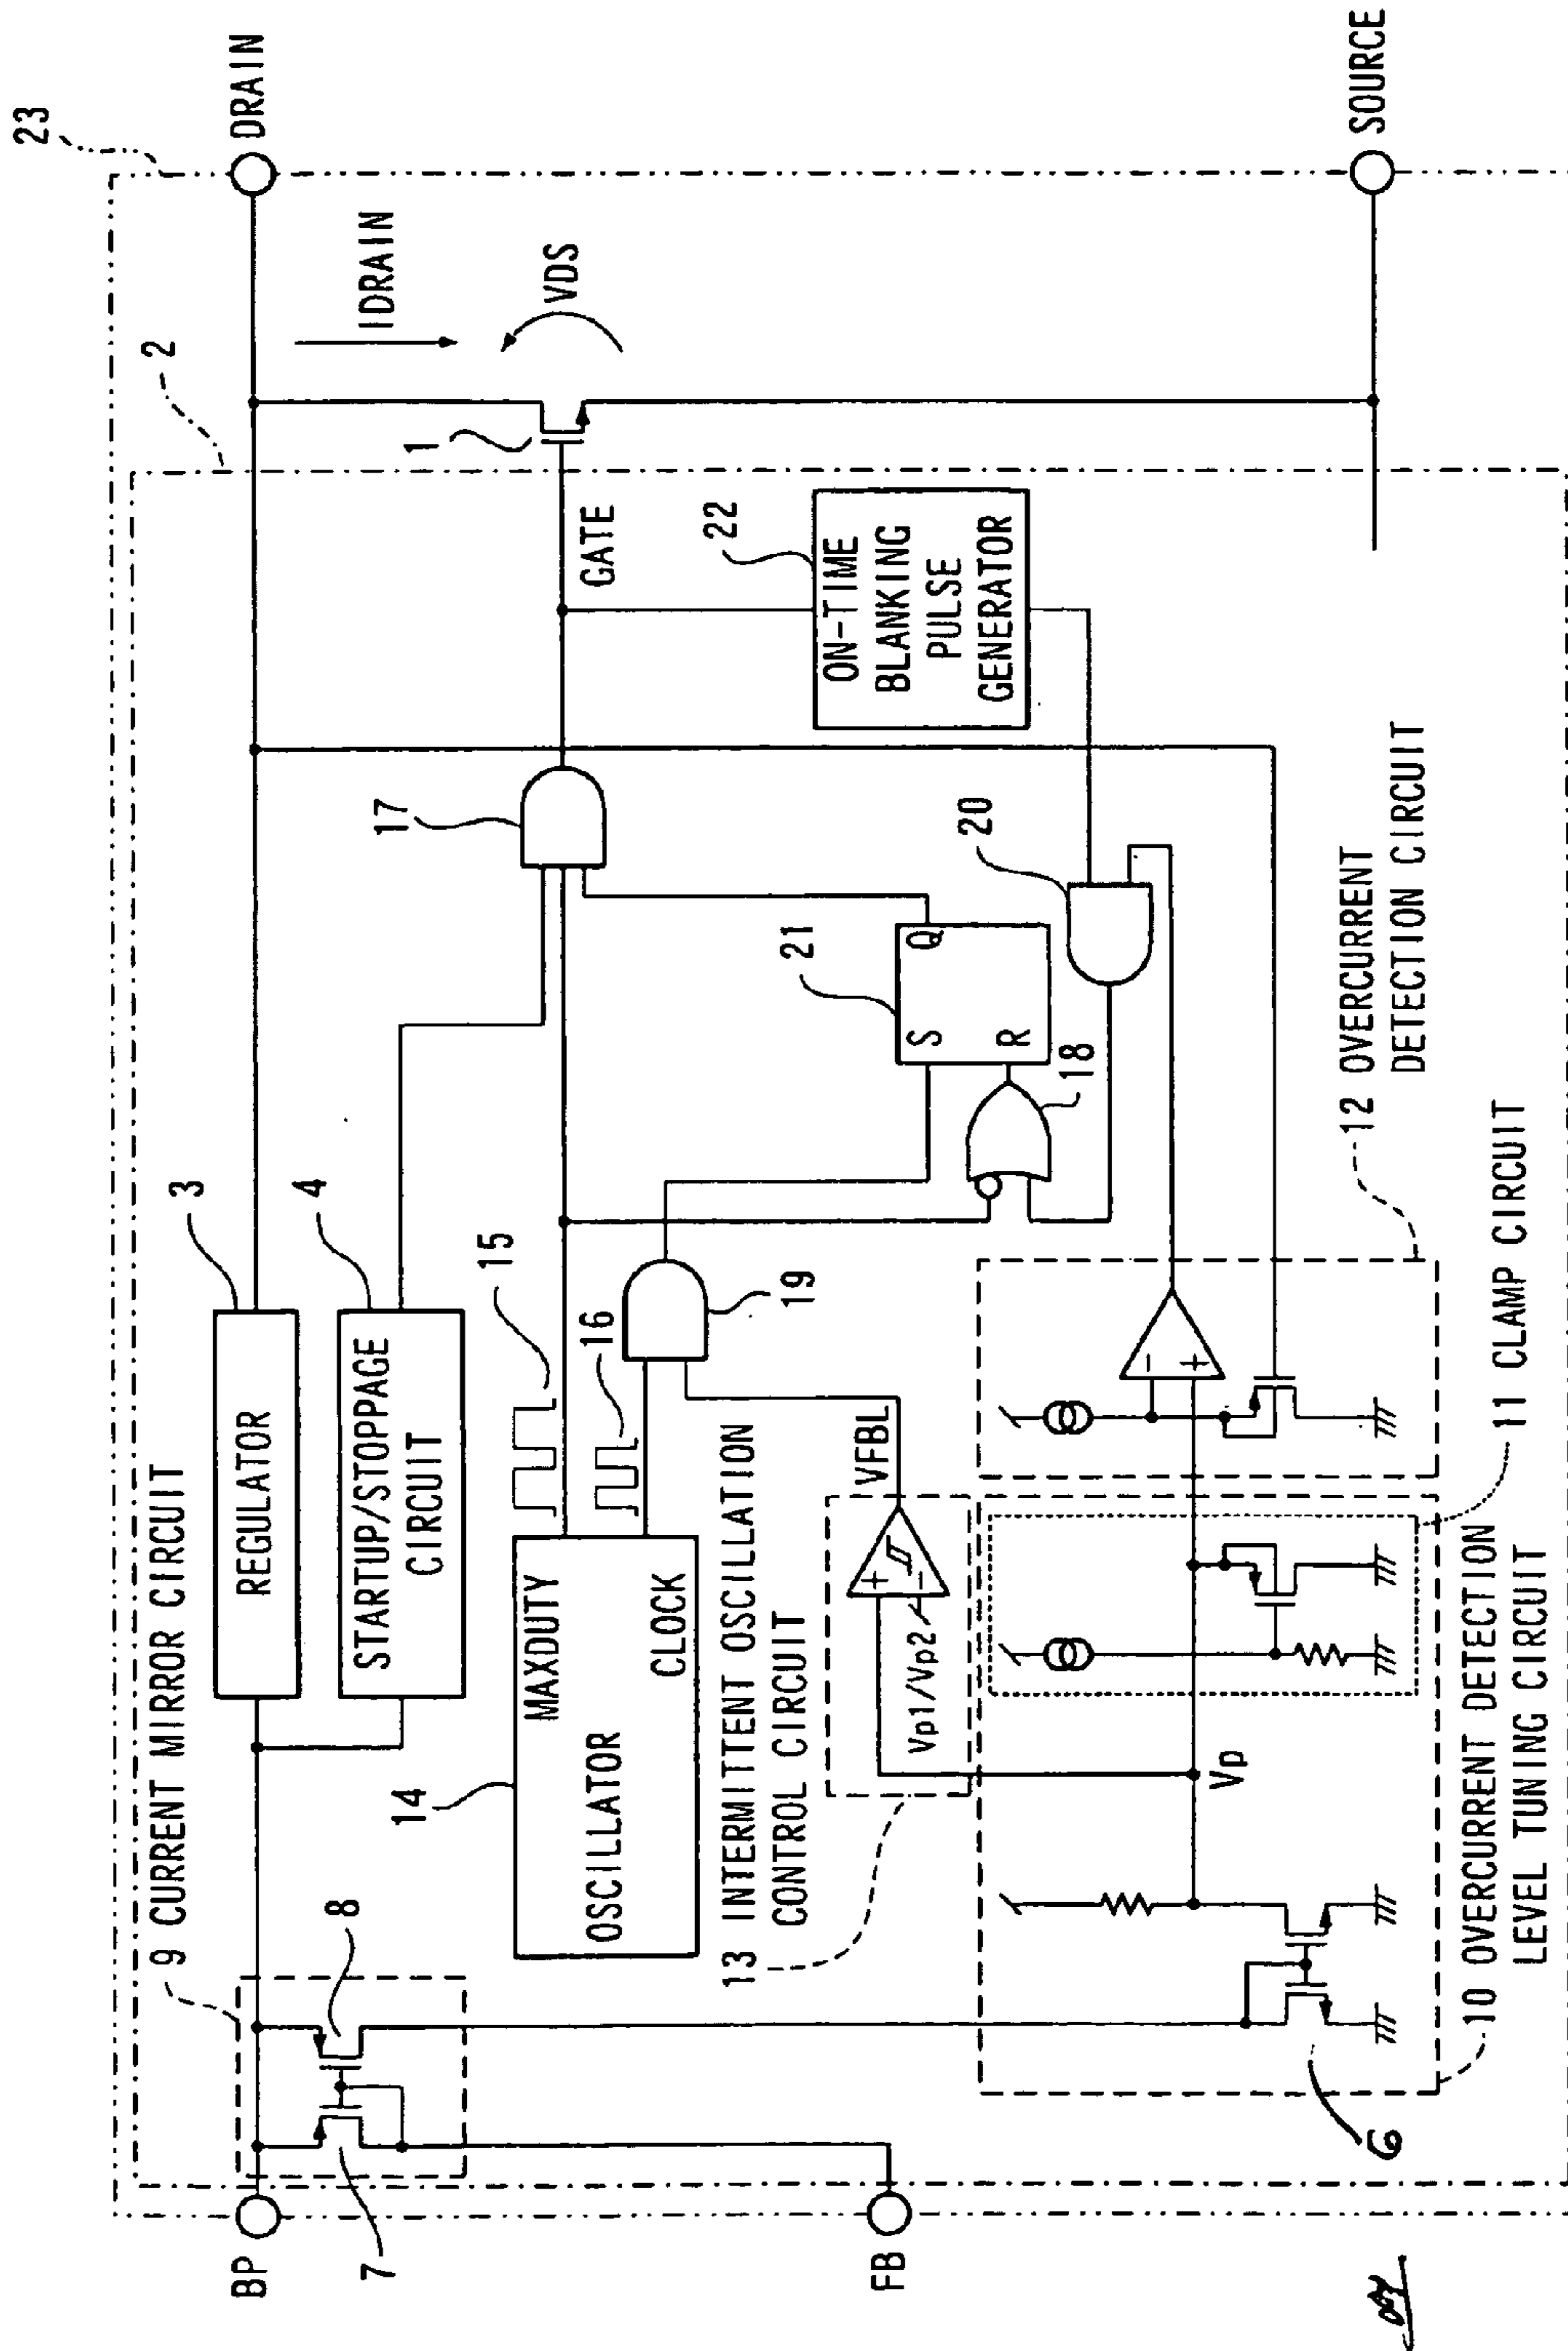 23
DRAIN
2
IDRAIN
VDS
1
SOURCE
GATE
22
ON-TIME
BLANKING
PULSE
GENERATOR
17
20
21
S
Q
R
18
12 OVERCURRENT
DETECTION CIRCUIT
3
REGULATOR
4
STARTUP/STOPPAGE
CIRCUIT
9 CURRENT MIRROR CIRCUIT
15
16
19
14
MAXDUTY
OSCILLATOR
CLOCK
13 INTERMITTENT OSCILLATION
CONTROL CIRCUIT
VFBL
+
-
Vp1/Vp2
-
+
11 CLAMP CIRCUIT
Vp
10 OVERCURRENT DETECTION
LEVEL TUNING CIRCUIT
8
7
BP
FB
6